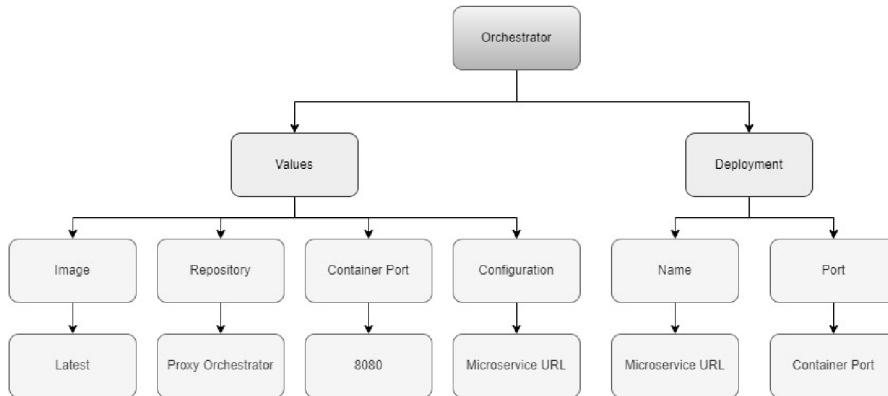 Orchestrator
Values
Deployment
Image
Repository
Container Port
Configuration
Name
Port
Latest
Proxy Orchestrator
8080
Microservice URL
Microservice URL
Container Port